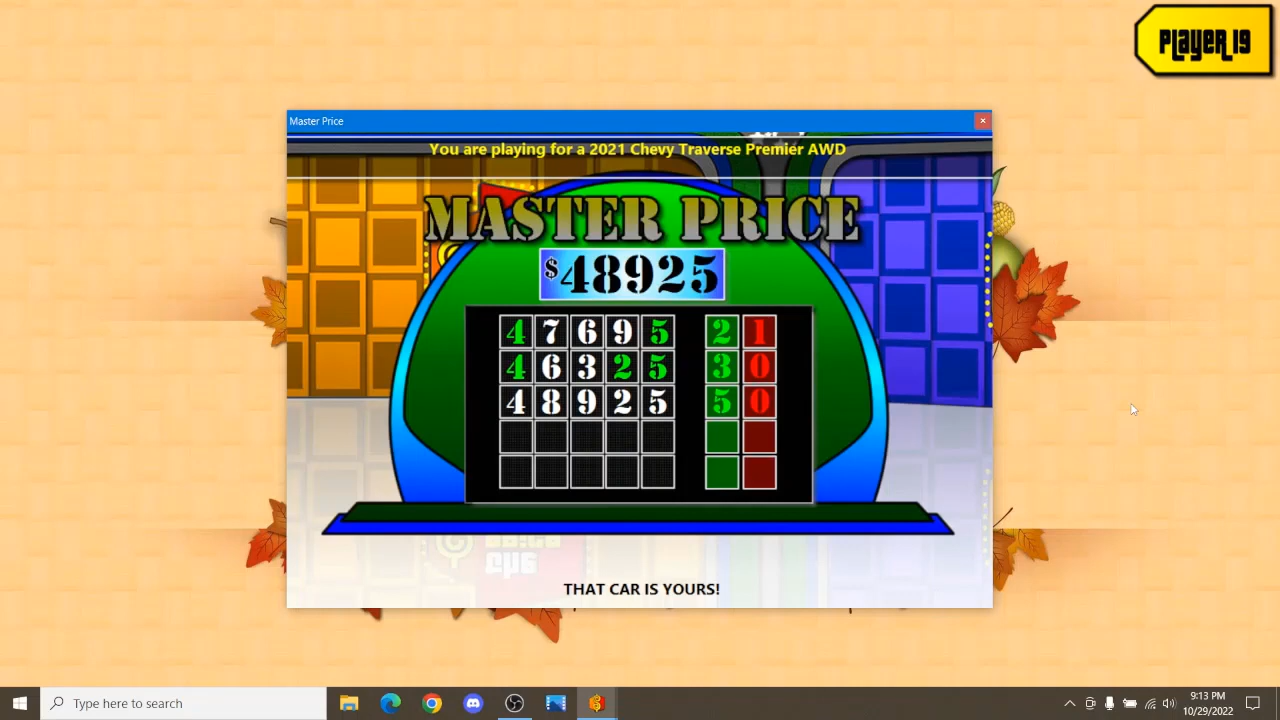 PLAYER 19
Master Price
You are playing for a 2021 Chevy Traverse Premier AWD
MASTER PRICE
$48925
4 7 6 9 5 2 1
4 6 3 2 5 3 0
4 8 9 2 5 5 0
THAT CAR IS YOURS!
Type here to search
9:13 PM
10/29/2022